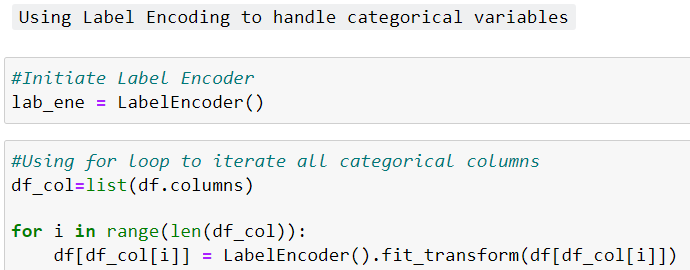 Using Label Encoding to handle categorical variables
#Initiate Label Encoder
lab_ene = LabelEncoder()
#Using for loop to iterate all categorical columns
df_col=list(df.columns)
for i in range(len(df_col)):
    df[df_col[i]] = LabelEncoder().fit_transform(df[df_col[i]])